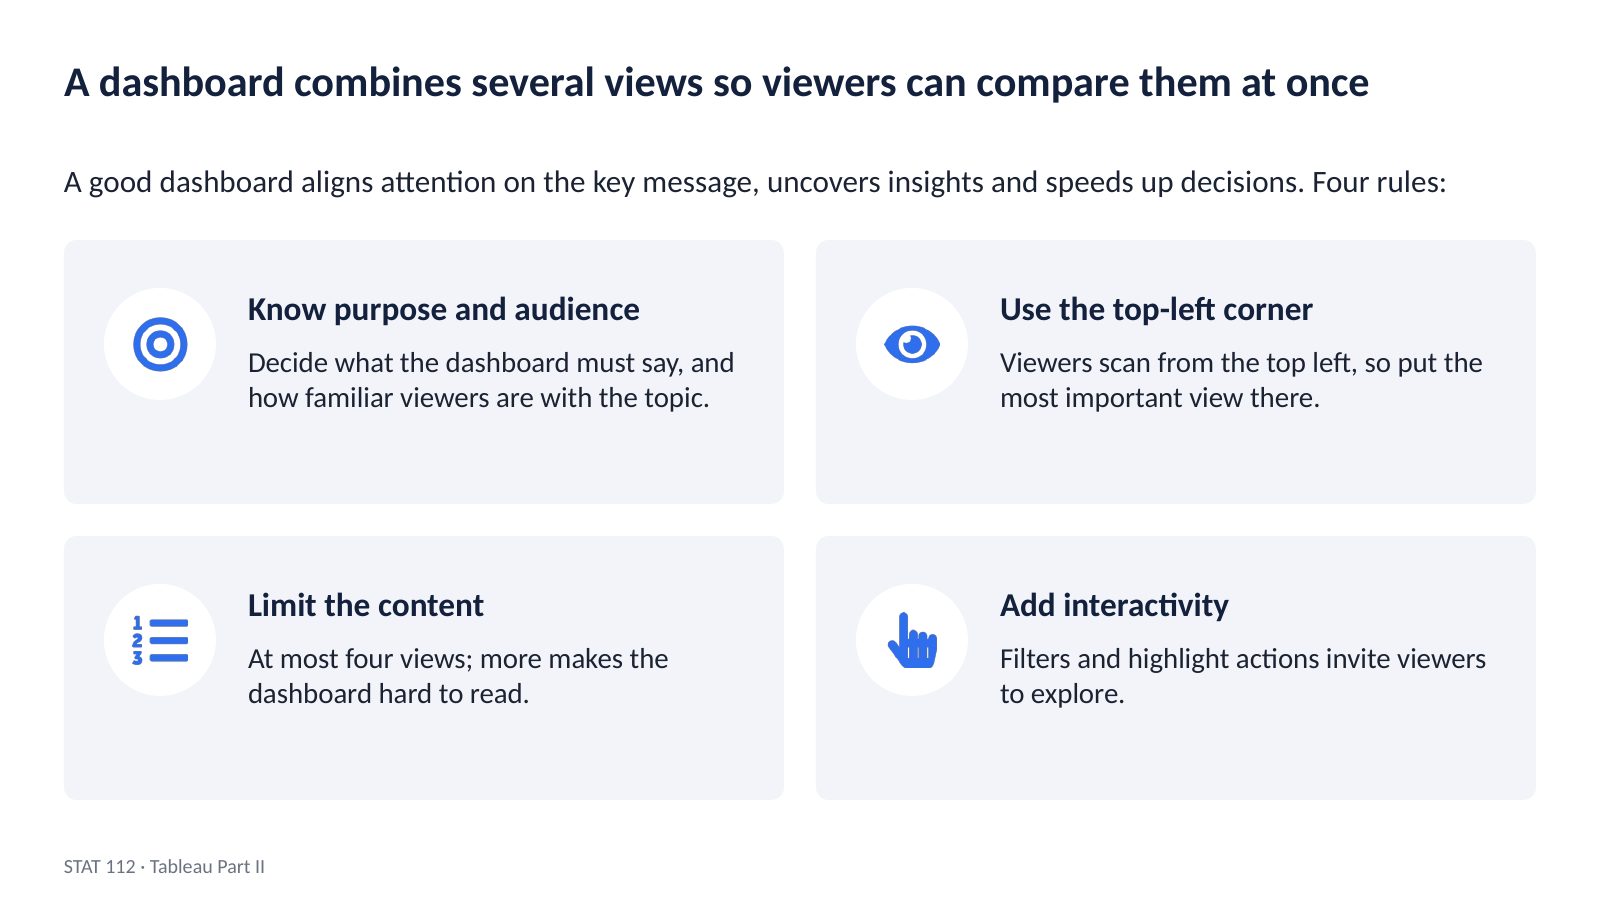 A dashboard combines several views so viewers can compare them at once
A good dashboard aligns attention on the key message, uncovers insights and speeds up decisions. Four rules:
Know purpose and audience
Decide what the dashboard must say, and
how familiar viewers are with the topic.
Use the top-left corner
Viewers scan from the top left, so put the
most important view there.
1
2
3
Limit the content
At most four views; more makes the
dashboard hard to read.
Add interactivity
Filters and highlight actions invite viewers
to explore.
STAT 112 · Tableau Part II